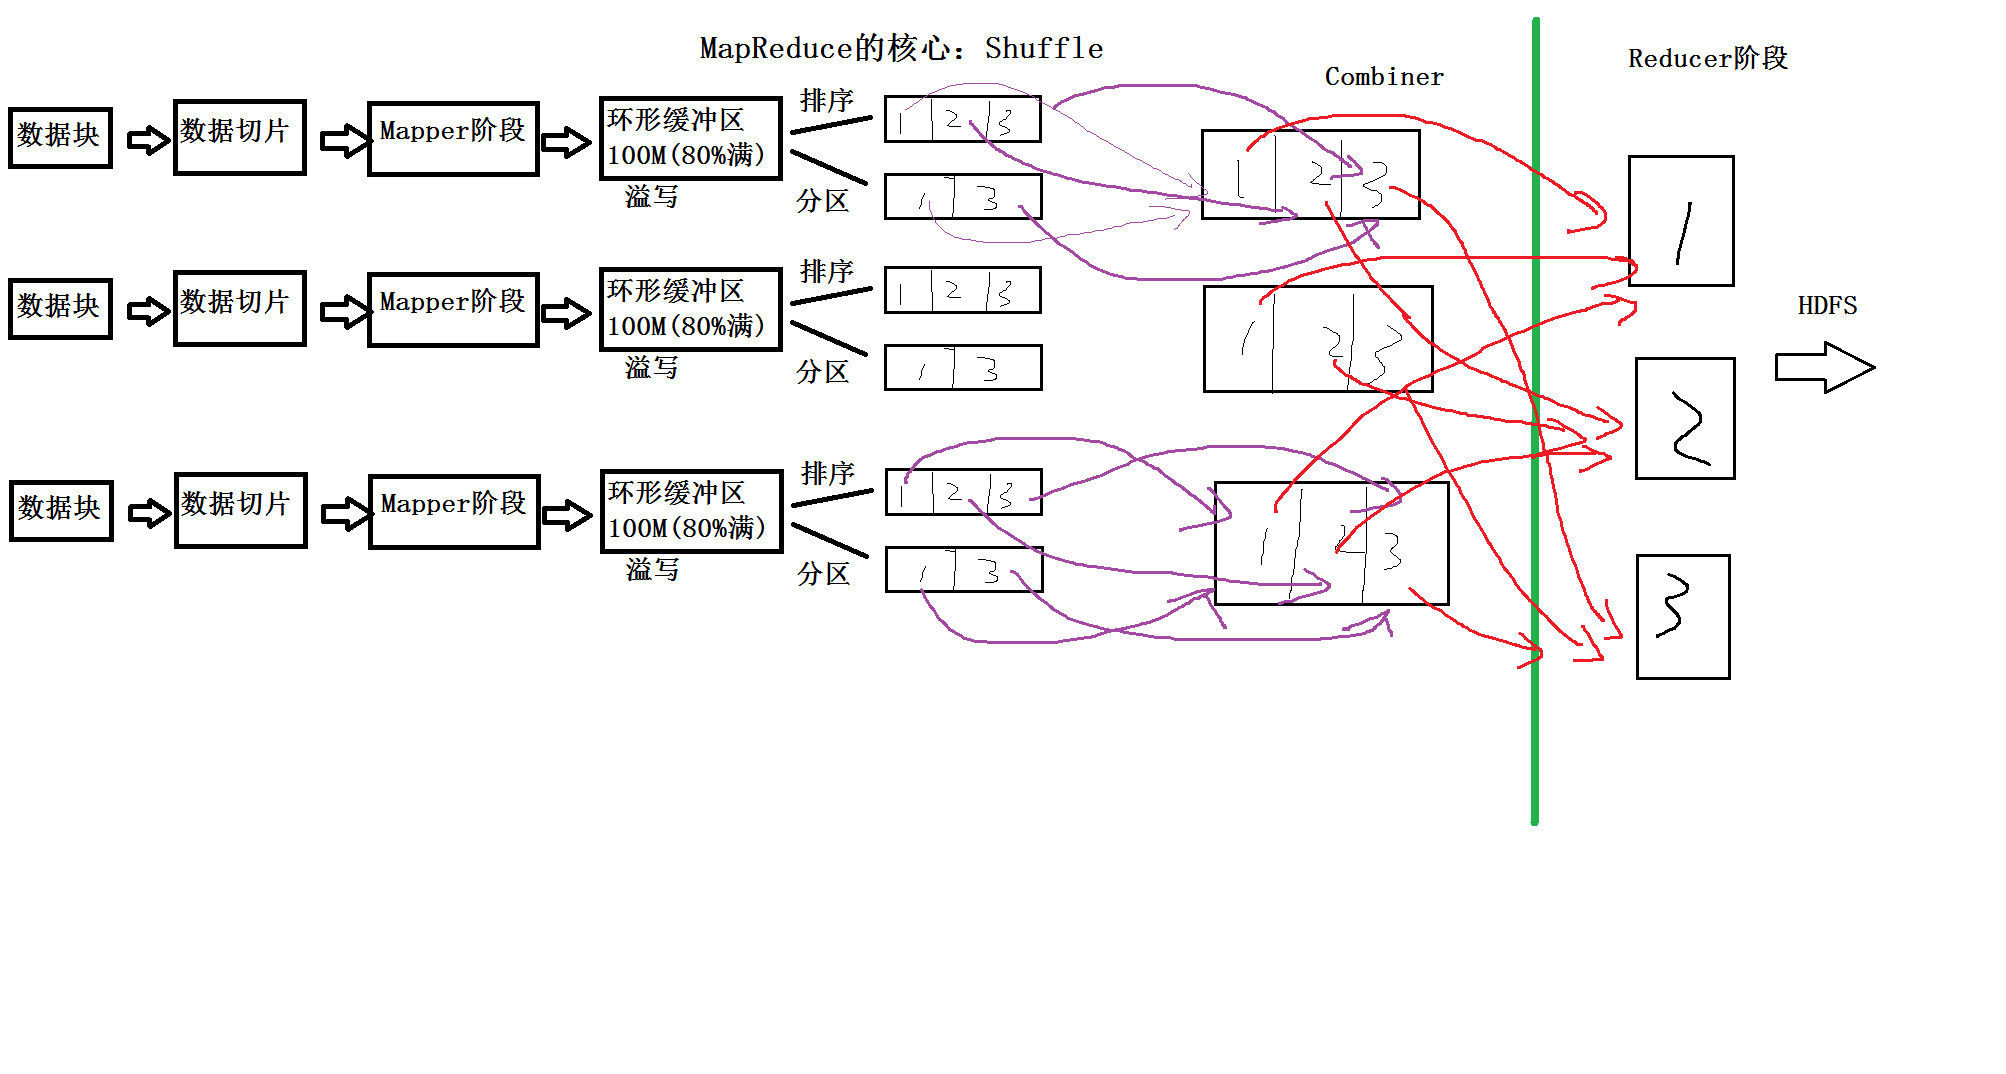 MapReduce的核心：Shuffle
Combiner
Reducer阶段
数据块
数据切片
Mapper阶段
环形缓冲区
100M(80%满)
溢写
排序
分区
1 2 3
1 3
1 2 3
1
数据块
数据切片
Mapper阶段
环形缓冲区
100M(80%满)
溢写
排序
分区
1 2 3
1 3
1 2 3
2
HDFS
数据块
数据切片
Mapper阶段
环形缓冲区
100M(80%满)
溢写
排序
分区
1 2 3
1 3
1 2 3
3